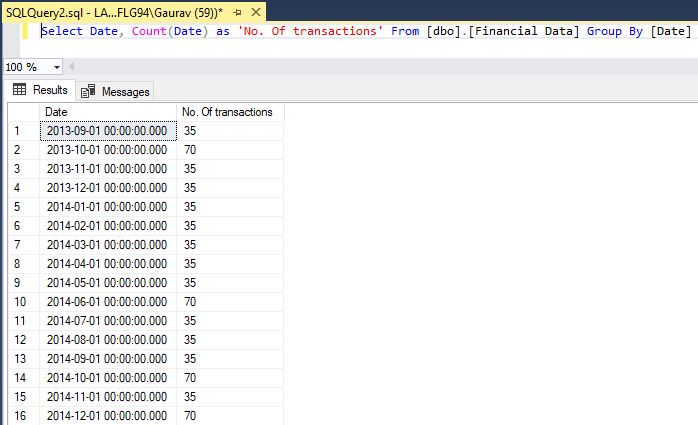 SQLQuery2.sql - LA...FLG94\Gaurav (59))*
Select Date, Count(Date) as 'No. Of transactions' From [dbo].[Financial Data] Group By [Date]
100 %
Results Messages
Date No. Of transactions
1 2013-09-01 00:00:00.000 35
2 2013-10-01 00:00:00.000 70
3 2013-11-01 00:00:00.000 35
4 2013-12-01 00:00:00.000 35
5 2014-01-01 00:00:00.000 35
6 2014-02-01 00:00:00.000 35
7 2014-03-01 00:00:00.000 35
8 2014-04-01 00:00:00.000 35
9 2014-05-01 00:00:00.000 35
10 2014-06-01 00:00:00.000 70
11 2014-07-01 00:00:00.000 35
12 2014-08-01 00:00:00.000 35
13 2014-09-01 00:00:00.000 35
14 2014-10-01 00:00:00.000 70
15 2014-11-01 00:00:00.000 35
16 2014-12-01 00:00:00.000 70